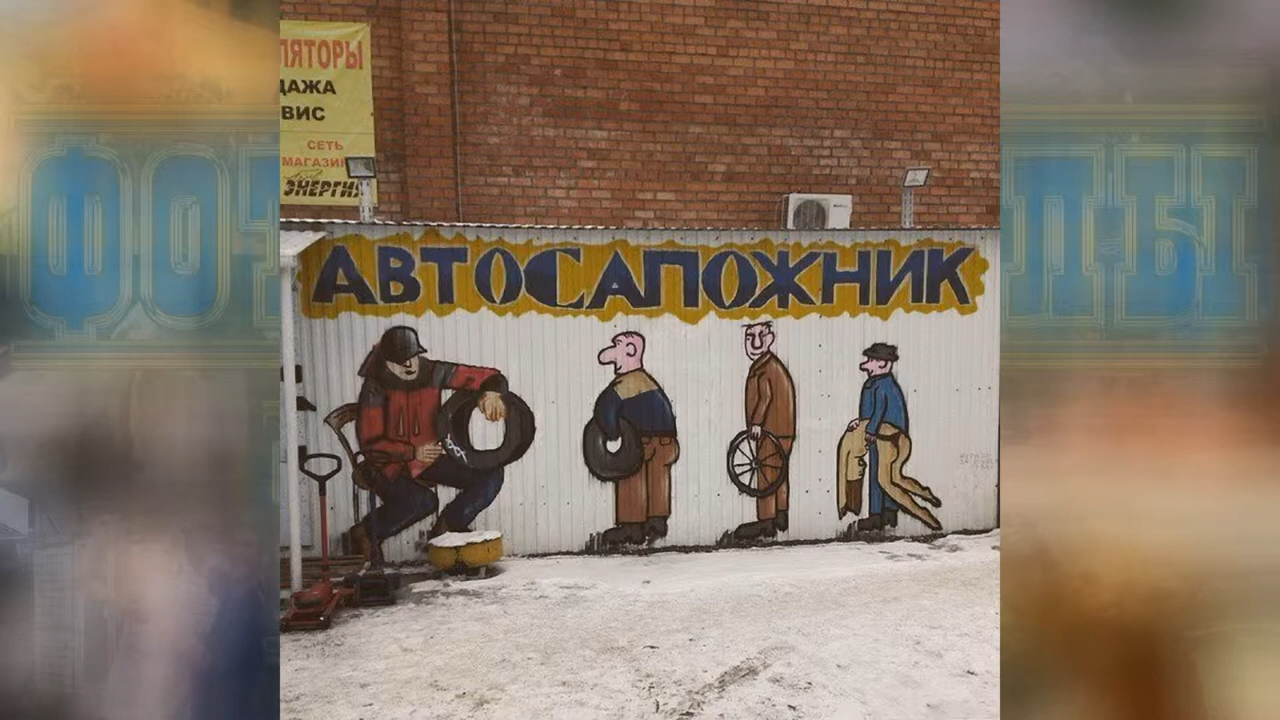 ЛЯТОРЫ
ДАЖА
ВИС
СЕТЬ
МАГАЗИН
ЭНЕРГИЯ
АВТОСАПОЖНИК